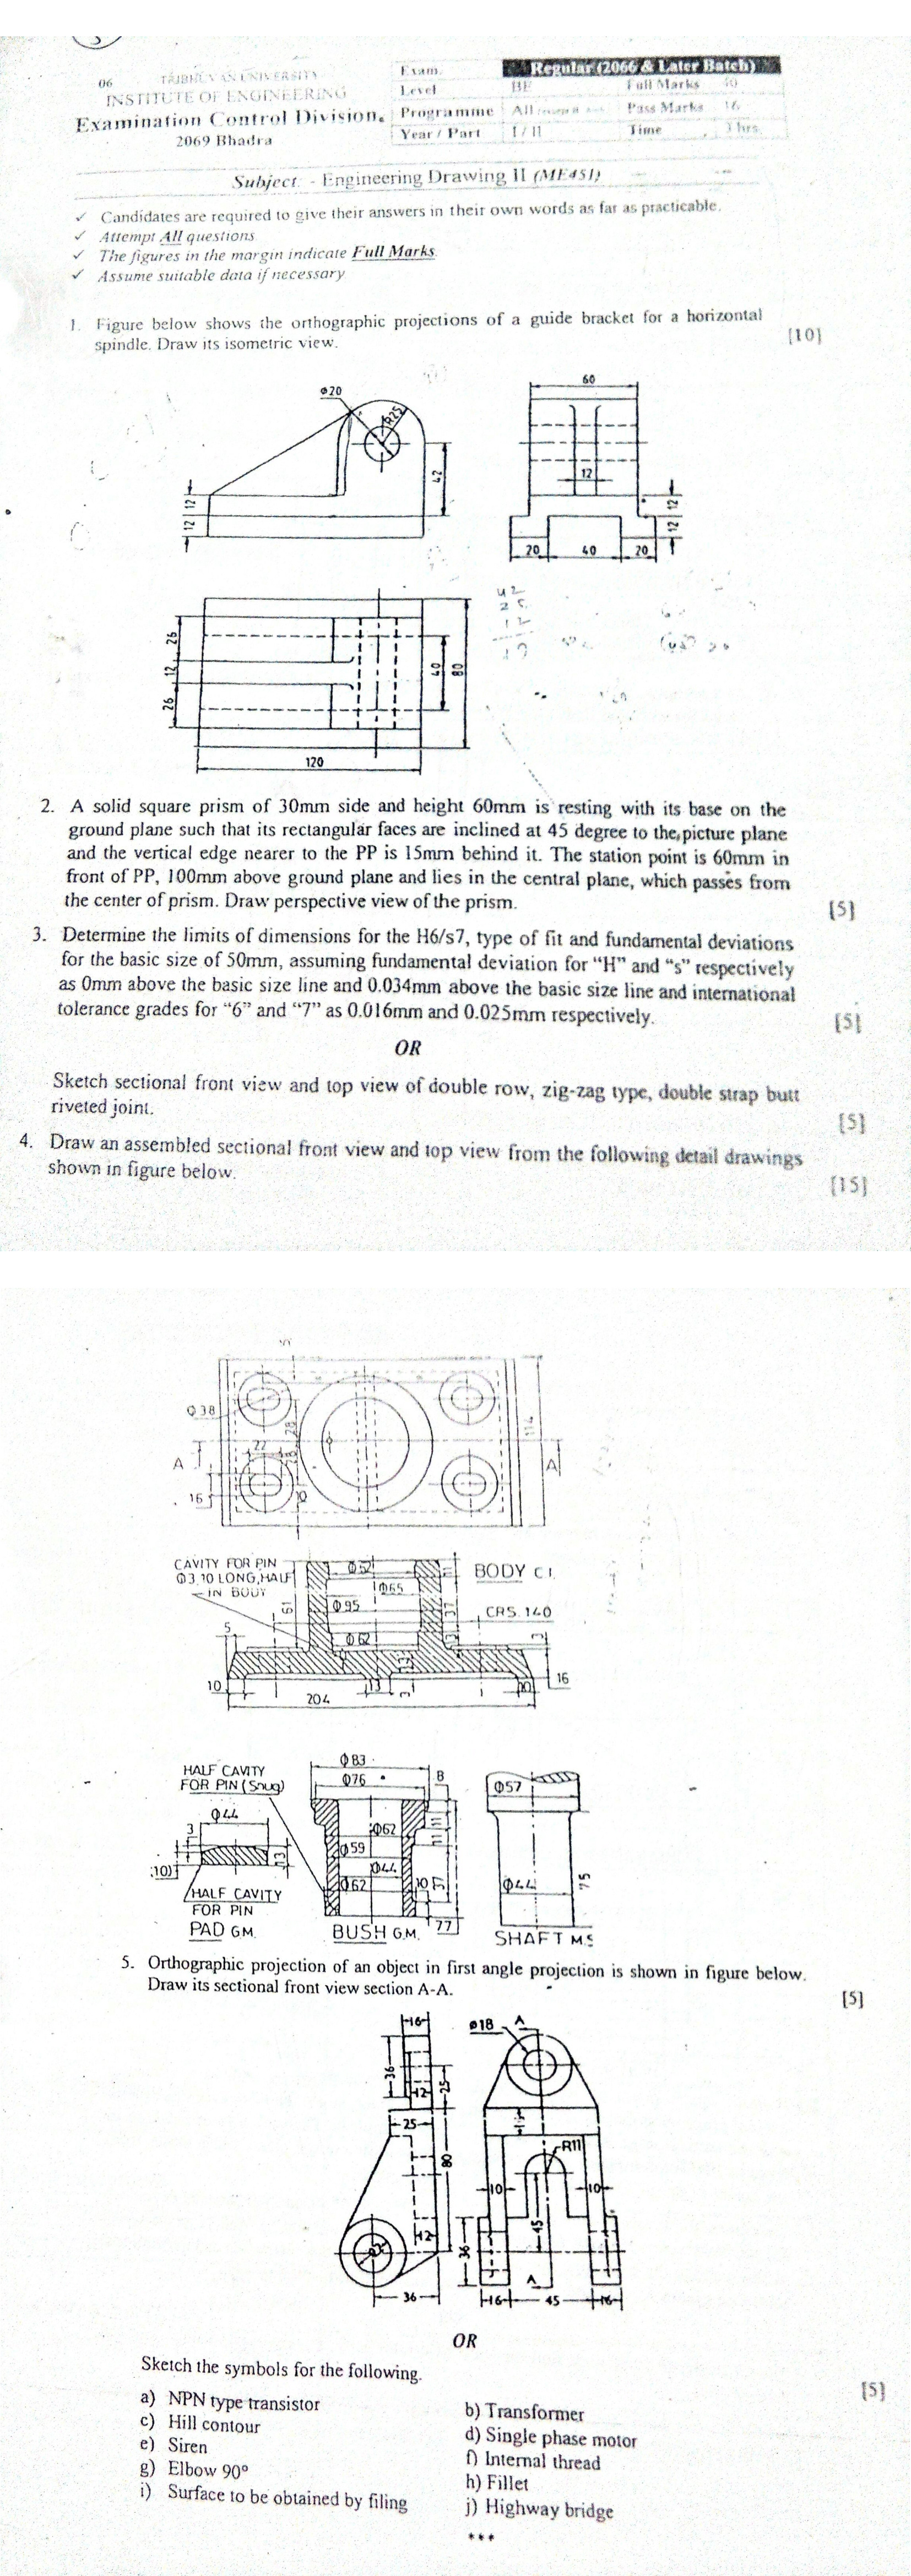 06 TRIBHUVAN UNIVERSITY
INSTITUTE OF ENGINEERING
Examination Control Division
2069 Bhadra
Exam. Regular (2066 & Later Batch)
Level BE Full Marks 40
Programme All Pass Marks 16
Year / Part I / II Time 3 hrs.
Subject: - Engineering Drawing II (ME451)
✓ Candidates are required to give their answers in their own words as far as practicable.
✓ Attempt All questions
✓ The figures in the margin indicate Full Marks.
✓ Assume suitable data if necessary
1. Figure below shows the orthographic projections of a guide bracket for a horizontal
spindle. Draw its isometric view. [10]
ø20
R25
42
12 12
60
12
12 12
20 40 20
26
12
26
40
80
120
2. A solid square prism of 30mm side and height 60mm is resting with its base on the
ground plane such that its rectangular faces are inclined at 45 degree to the picture plane
and the vertical edge nearer to the PP is 15mm behind it. The station point is 60mm in
front of PP, 100mm above ground plane and lies in the central plane, which passes from
the center of prism. Draw perspective view of the prism. [5]
3. Determine the limits of dimensions for the H6/s7, type of fit and fundamental deviations
for the basic size of 50mm, assuming fundamental deviation for “H” and “s” respectively
as 0mm above the basic size line and 0.034mm above the basic size line and international
tolerance grades for “6” and “7” as 0.016mm and 0.025mm respectively. [5]
OR
Sketch sectional front view and top view of double row, zig-zag type, double strap butt
riveted joint. [5]
4. Draw an assembled sectional front view and top view from the following detail drawings
shown in figure below. [15]
Φ38
28
114
22
A A
16
10
CAVITY FOR PIN
Φ3,10 LONG,HALF
IN BODY
BODY C I.
Φ65
61
Φ95
37
CRS. 140
Φ62
13
3
5
10
204
13
3
16
HALF CAVITY
FOR PIN (Snug)
Φ44
3
13
HALF CAVITY
FOR PIN
PAD G.M.
Φ83
Φ76
8
11
11
Φ62
Φ59
Φ44
Φ62
10
37
77
BUSH G.M.
Φ57
Φ44
75
SHAFT M.S
5. Orthographic projection of an object in first angle projection is shown in figure below.
Draw its sectional front view section A-A. [5]
16
36
12
25
25
80
12
36
ø18
A
R11
10 10
45
36
A
16 45 16
OR
Sketch the symbols for the following. [5]
a) NPN type transistor b) Transformer
c) Hill contour d) Single phase motor
e) Siren f) Internal thread
g) Elbow 90° h) Fillet
i) Surface to be obtained by filing j) Highway bridge
***